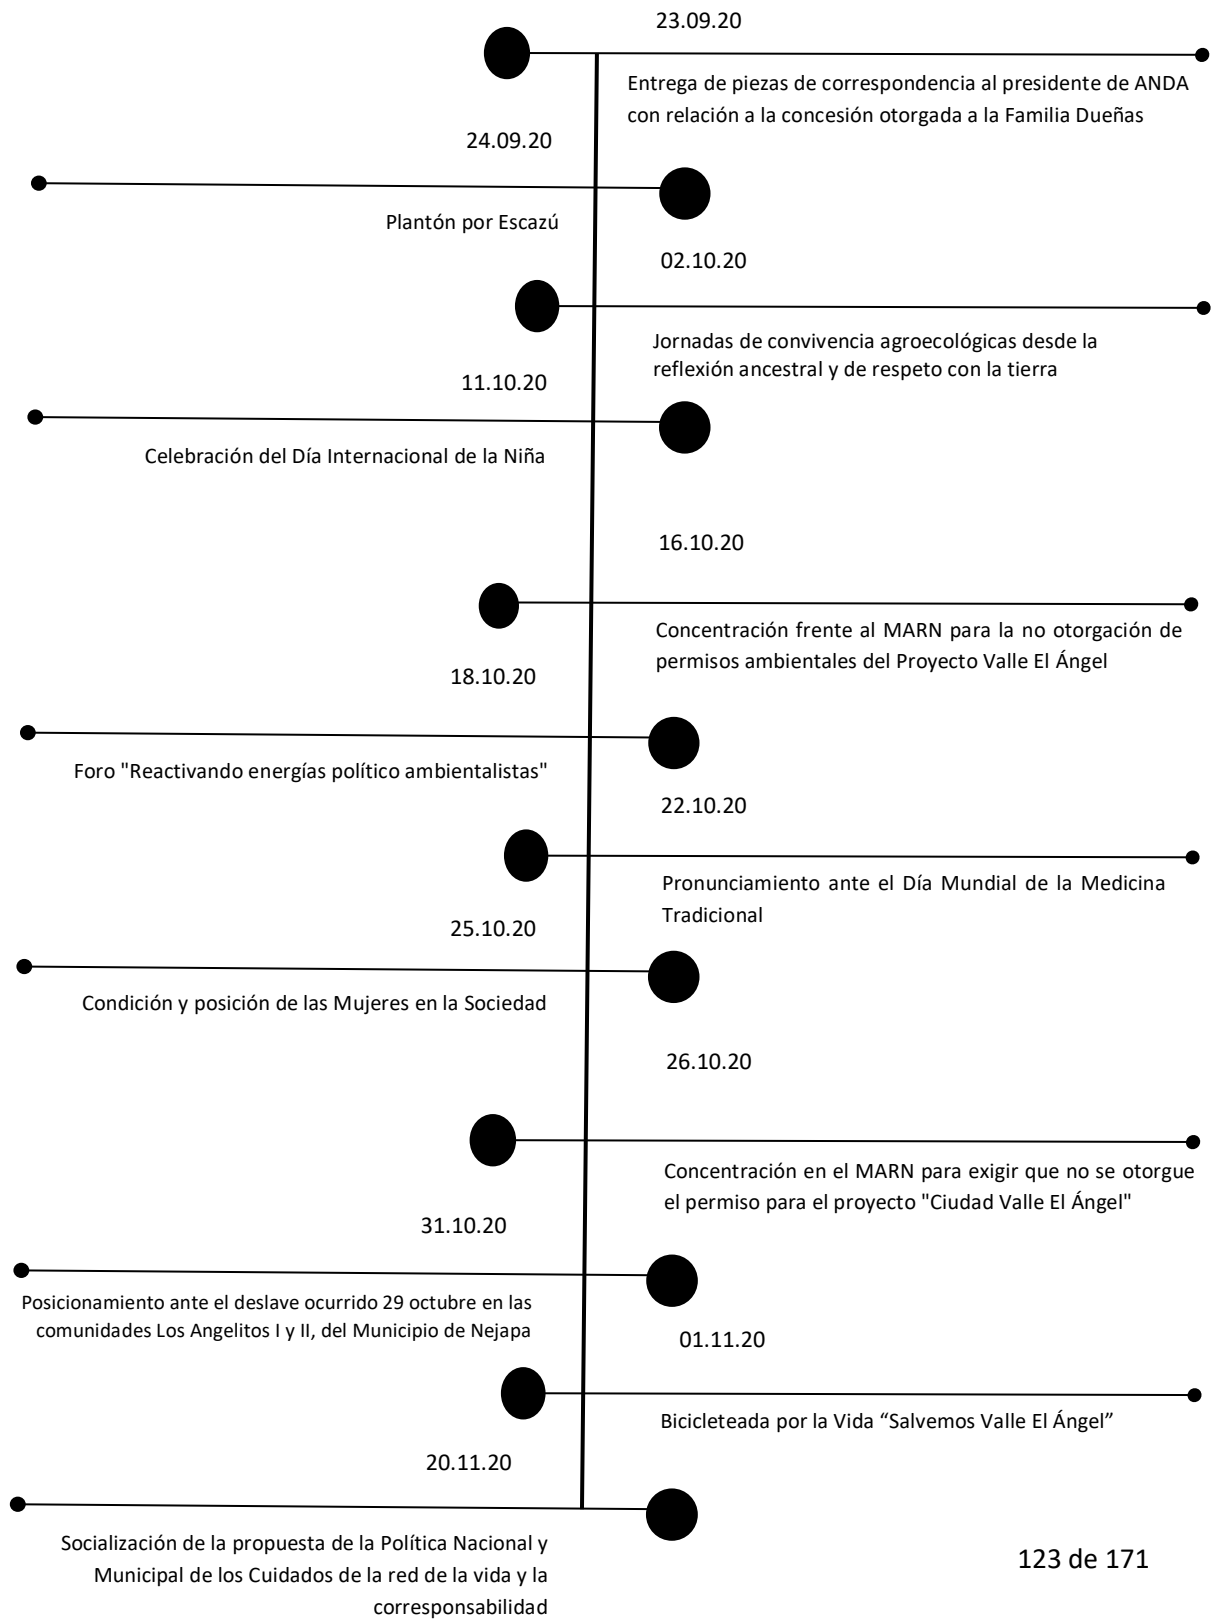 23.09.20
Entrega de piezas de correspondencia al presidente de ANDA
con relación a la concesión otorgada a la Familia Dueñas
24.09.20
Plantón por Escazú
02.10.20
Jornadas de convivencia agroecológicas desde la
reflexión ancestral y de respeto con la tierra
11.10.20
Celebración del Día Internacional de la Niña
16.10.20
Concentración frente al MARN para la no otorgación de
permisos ambientales del Proyecto Valle El Ángel
18.10.20
Foro "Reactivando energías político ambientalistas"
22.10.20
Pronunciamiento ante el Día Mundial de la Medicina
Tradicional
25.10.20
Condición y posición de las Mujeres en la Sociedad
26.10.20
Concentración en el MARN para exigir que no se otorgue
el permiso para el proyecto "Ciudad Valle El Ángel"
31.10.20
Posicionamiento ante el deslave ocurrido 29 octubre en las
comunidades Los Angelitos I y II, del Municipio de Nejapa
01.11.20
Bicicleteada por la Vida “Salvemos Valle El Ángel”
20.11.20
Socialización de la propuesta de la Política Nacional y
Municipal de los Cuidados de la red de la vida y la
corresponsabilidad
123 de 171